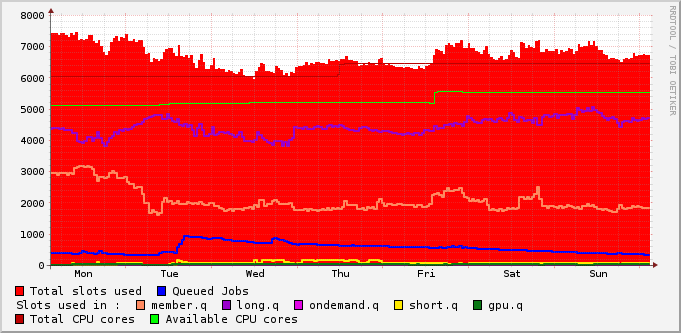 RRDTOOL / TOBI OETIKER
8000
7000
6000
5000
4000
3000
2000
1000
0
Mon Tue Wed Thu Fri Sat Sun
Total slots used Queued Jobs
Slots used in : member.q long.q ondemand.q short.q gpu.q
Total CPU cores Available CPU cores